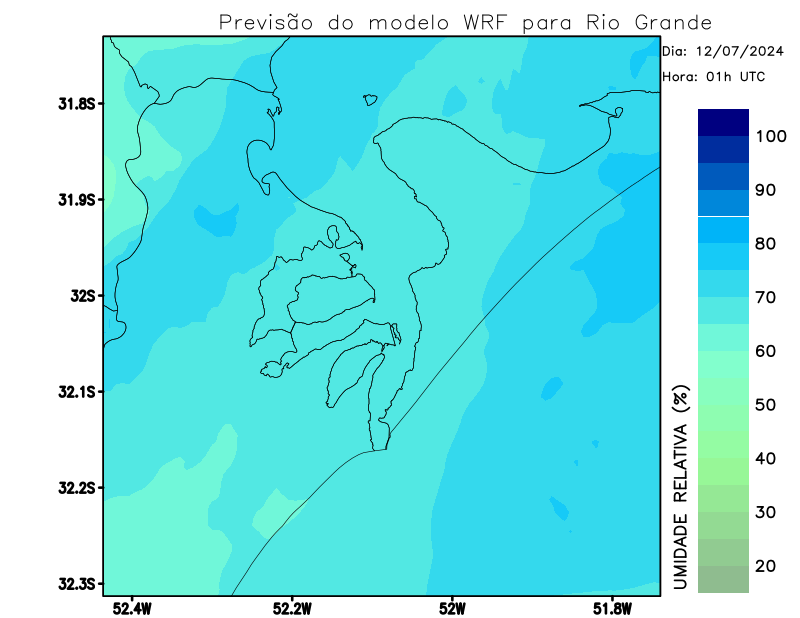 Previsão do modelo WRF para Rio Grande
Dia: 12/07/2024
Hora: 01h UTC
31.8S
31.9S
32S
32.1S
32.2S
32.3S
52.4W
52.2W
52W
51.8W
100
90
80
70
60
50
40
30
20
UMIDADE RELATIVA (%)